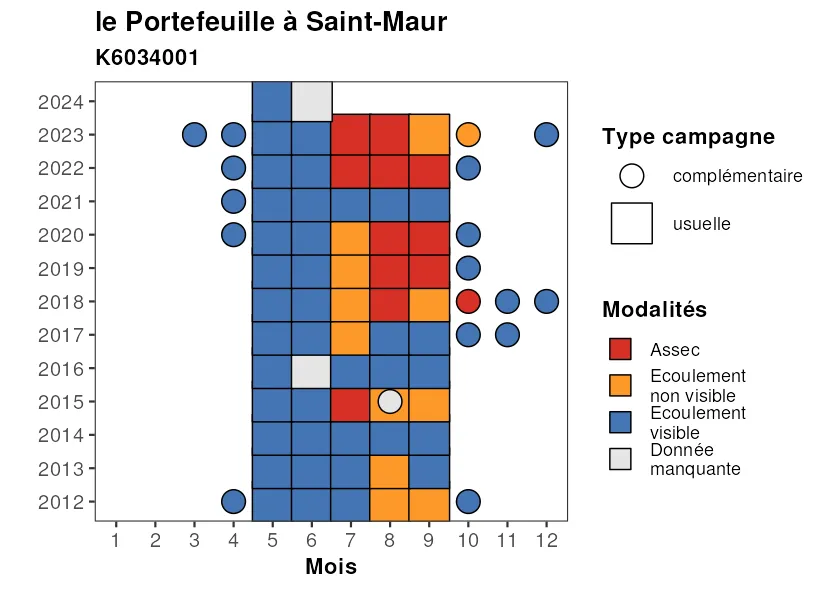 le Portefeuille à Saint-Maur
K6034001
2024
2023
2022
2021
2020
2019
2018
2017
2016
2015
2014
2013
2012
1 2 3 4 5 6 7 8 9 10 11 12
Mois
Type campagne
complémentaire
usuelle
Modalités
Assec
Ecoulement
non visible
Ecoulement
visible
Donnée
manquante